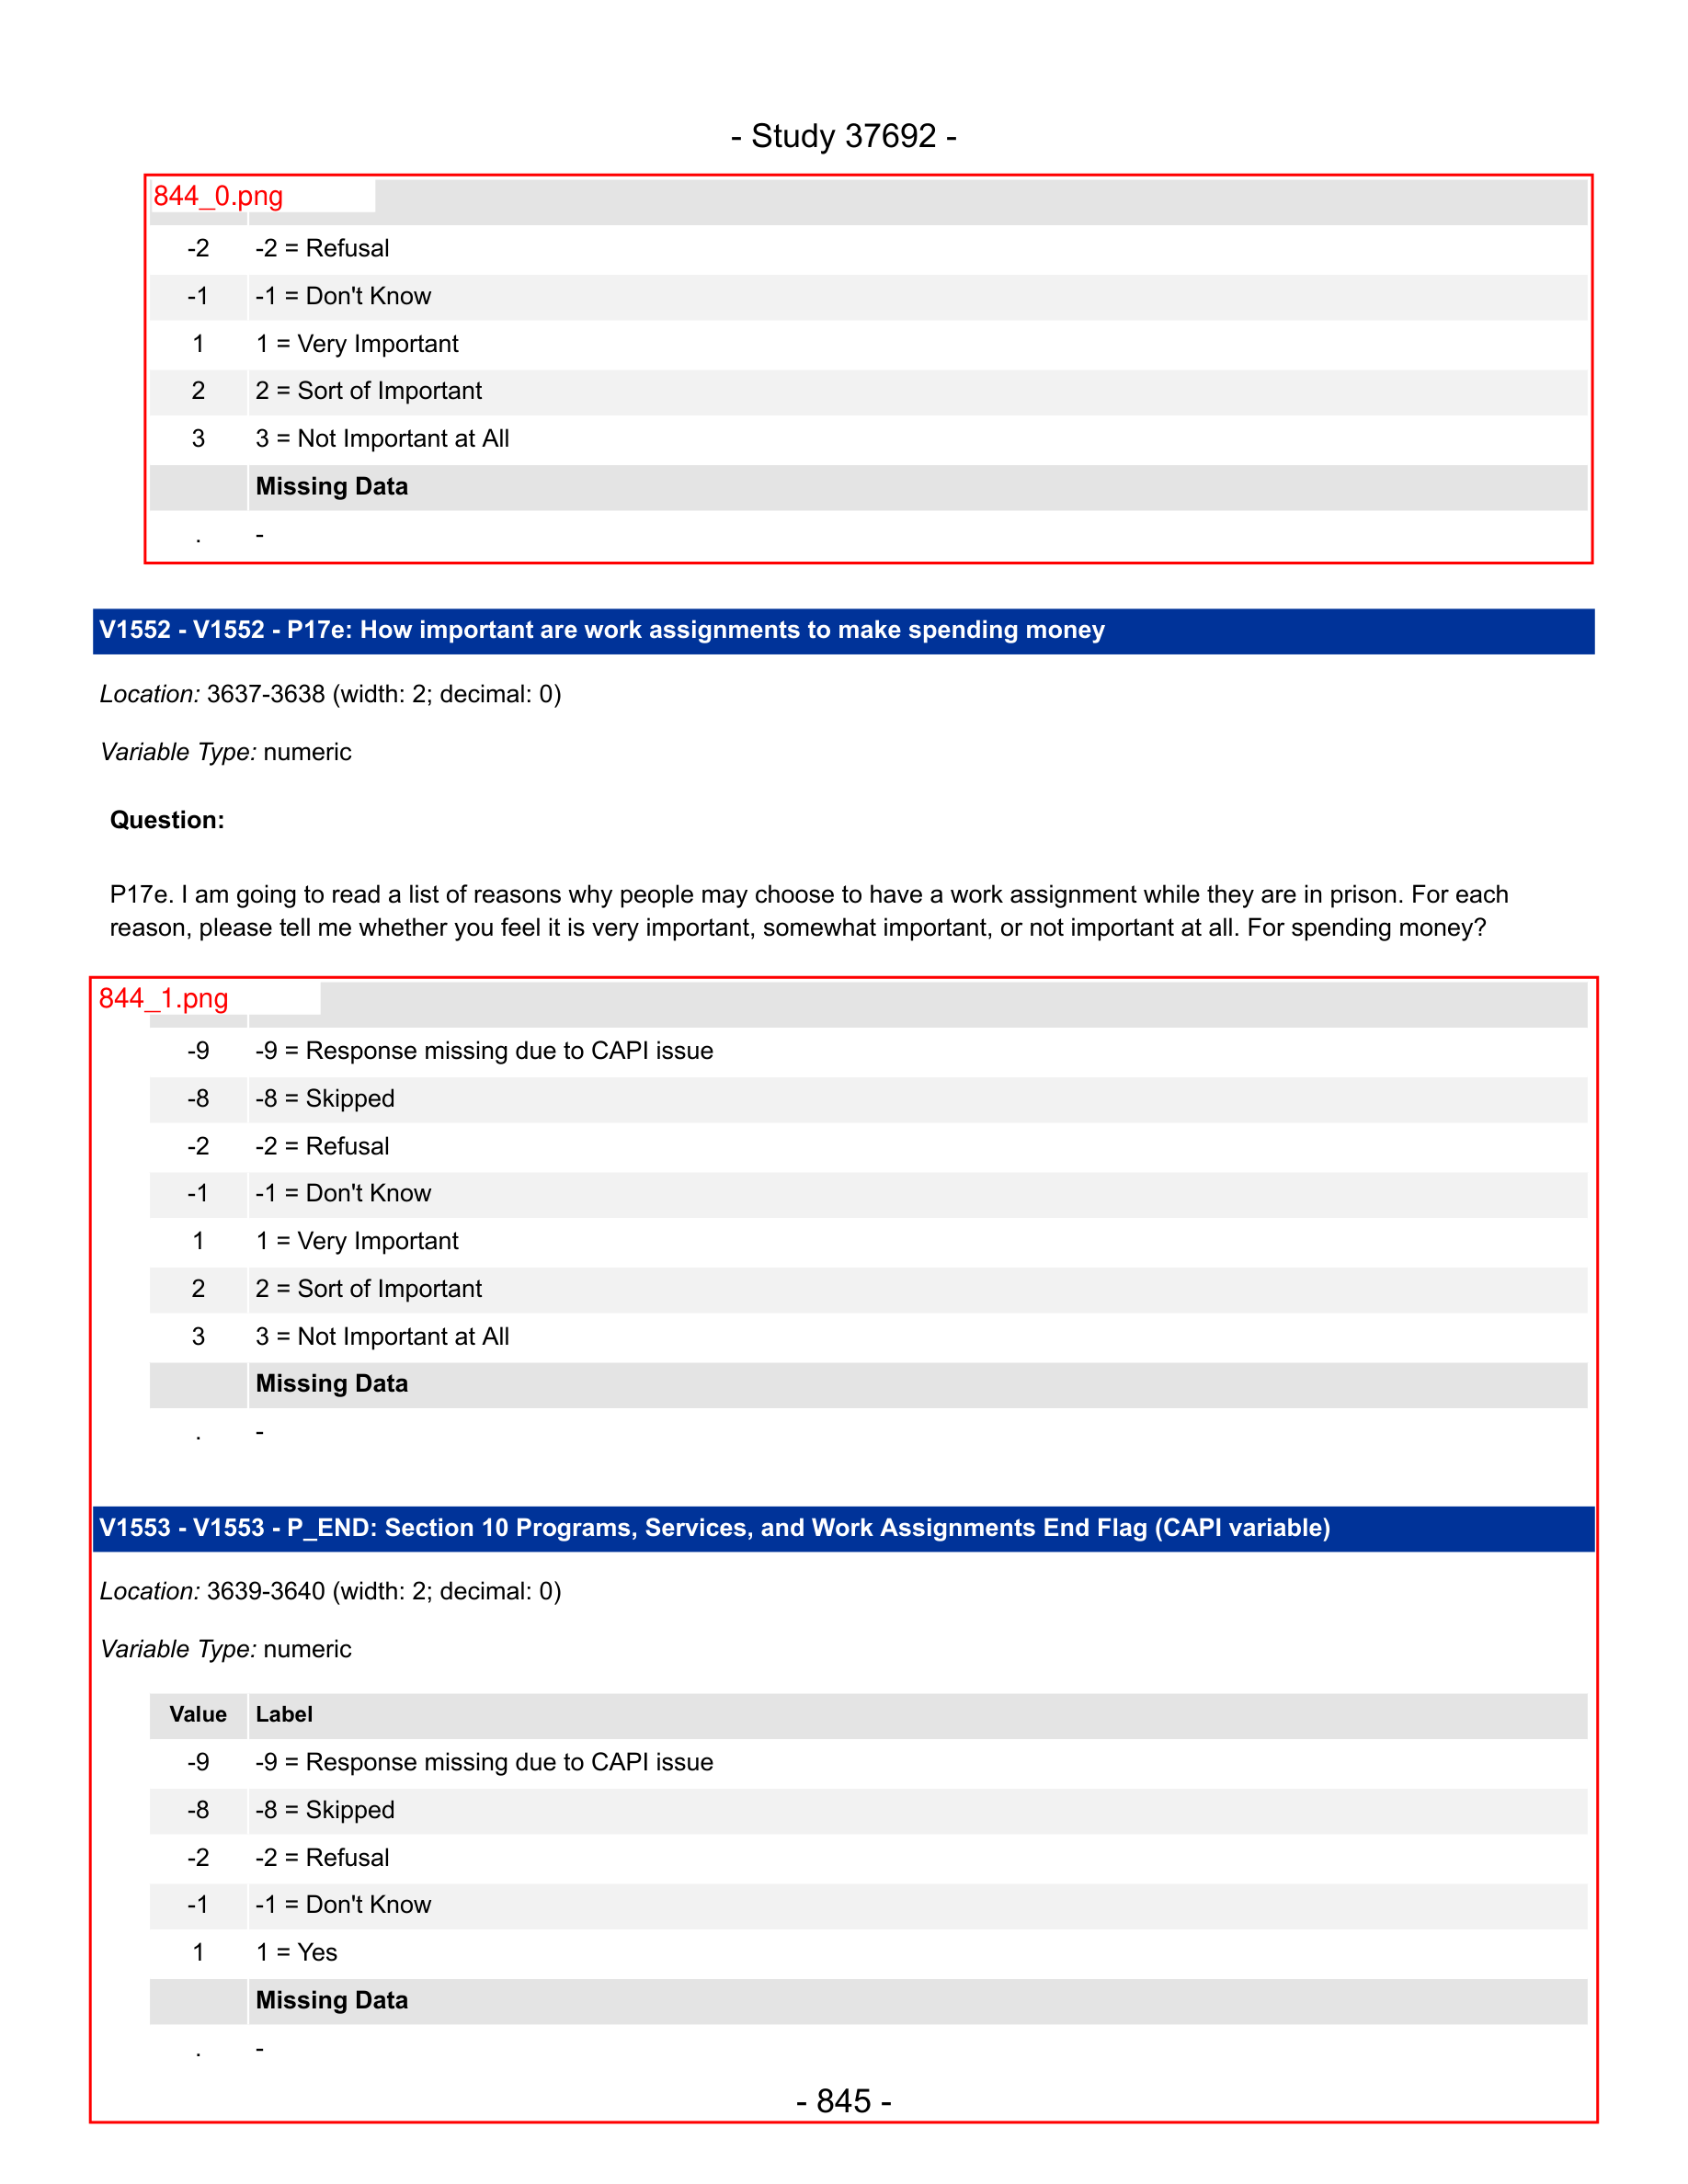 - Study 37692 -
844_0.png
-2 -2 = Refusal
-1 -1 = Don't Know
1 1 = Very Important
2 2 = Sort of Important
3 3 = Not Important at All
Missing Data
. -
V1552 - V1552 - P17e: How important are work assignments to make spending money
Location: 3637-3638 (width: 2; decimal: 0)
Variable Type: numeric
Question:
P17e. I am going to read a list of reasons why people may choose to have a work assignment while they are in prison. For each
reason, please tell me whether you feel it is very important, somewhat important, or not important at all. For spending money?
844_1.png
-9 -9 = Response missing due to CAPI issue
-8 -8 = Skipped
-2 -2 = Refusal
-1 -1 = Don't Know
1 1 = Very Important
2 2 = Sort of Important
3 3 = Not Important at All
Missing Data
. -
V1553 - V1553 - P_END: Section 10 Programs, Services, and Work Assignments End Flag (CAPI variable)
Location: 3639-3640 (width: 2; decimal: 0)
Variable Type: numeric
Value Label
-9 -9 = Response missing due to CAPI issue
-8 -8 = Skipped
-2 -2 = Refusal
-1 -1 = Don't Know
1 1 = Yes
Missing Data
. -
- 845 -